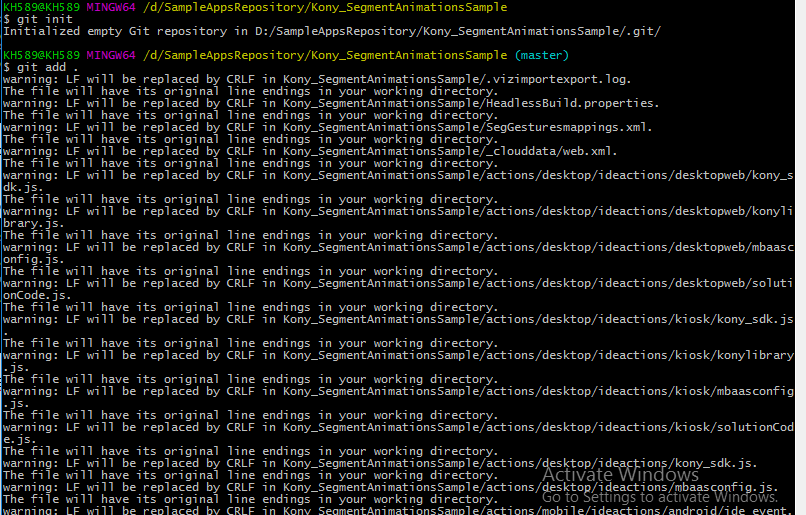 KH589@KH589 MINGW64 /d/SampleAppsRepository/Kony_SegmentAnimationsSample
$ git init
Initialized empty Git repository in D:/SampleAppsRepository/Kony_SegmentAnimationsSample/.git/
KH589@KH589 MINGW64 /d/SampleAppsRepository/Kony_SegmentAnimationsSample (master)
$ git add .
warning: LF will be replaced by CRLF in Kony_SegmentAnimationsSample/.vizimportexport.log.
The file will have its original line endings in your working directory.
warning: LF will be replaced by CRLF in Kony_SegmentAnimationsSample/HeadlessBuild.properties.
The file will have its original line endings in your working directory.
warning: LF will be replaced by CRLF in Kony_SegmentAnimationsSample/SegGesturesmappings.xml.
The file will have its original line endings in your working directory.
warning: LF will be replaced by CRLF in Kony_SegmentAnimationsSample/_clouddata/web.xml.
The file will have its original line endings in your working directory.
warning: LF will be replaced by CRLF in Kony_SegmentAnimationsSample/actions/desktop/ideactions/desktopweb/kony_s
dk.js.
The file will have its original line endings in your working directory.
warning: LF will be replaced by CRLF in Kony_SegmentAnimationsSample/actions/desktop/ideactions/desktopweb/konyli
brary.js.
The file will have its original line endings in your working directory.
warning: LF will be replaced by CRLF in Kony_SegmentAnimationsSample/actions/desktop/ideactions/desktopweb/mbaasc
onfig.js.
The file will have its original line endings in your working directory.
warning: LF will be replaced by CRLF in Kony_SegmentAnimationsSample/actions/desktop/ideactions/desktopweb/soluti
onCode.js.
The file will have its original line endings in your working directory.
warning: LF will be replaced by CRLF in Kony_SegmentAnimationsSample/actions/desktop/ideactions/kiosk/kony_sdk.js
.
The file will have its original line endings in your working directory.
warning: LF will be replaced by CRLF in Kony_SegmentAnimationsSample/actions/desktop/ideactions/kiosk/konylibrary
.js.
The file will have its original line endings in your working directory.
warning: LF will be replaced by CRLF in Kony_SegmentAnimationsSample/actions/desktop/ideactions/kiosk/mbaasconfig
.js.
The file will have its original line endings in your working directory.
warning: LF will be replaced by CRLF in Kony_SegmentAnimationsSample/actions/desktop/ideactions/kiosk/solutionCod
e.js.
The file will have its original line endings in your working directory.
warning: LF will be replaced by CRLF in Kony_SegmentAnimationsSample/actions/desktop/ideactions/kony_sdk.js.
The file will have its original line endings in your working directory.
warning: LF will be replaced by CRLF in Kony_SegmentAnimationsSample/actions/desktop/ideactions/mbaasconfig.js.
The file will have its original line endings in your working directory.
warning: LF will be replaced by CRLF in Kony_SegmentAnimationsSample/actions/mobile/ideactions/android/ide_event.
Activate Windows
Go to Settings to activate Windows.